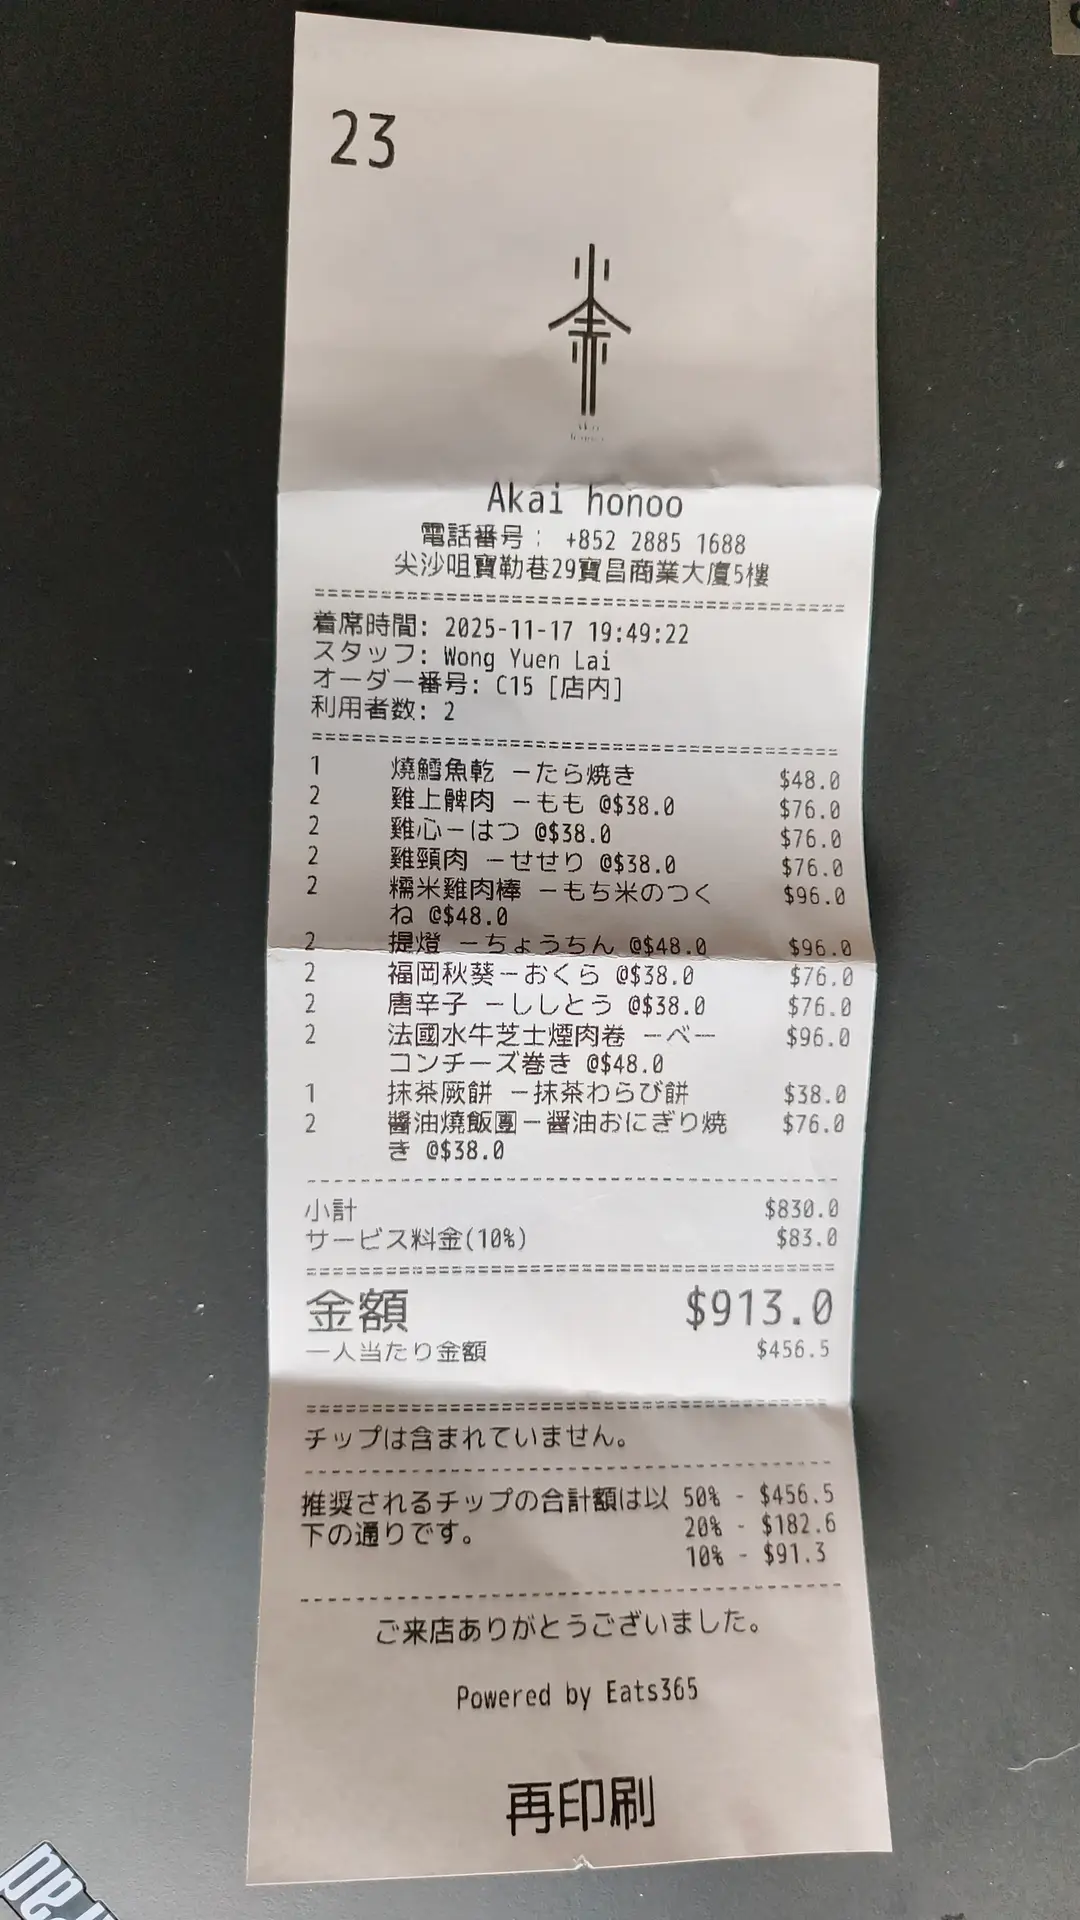 23
Akai honoo
電話番号： +852 2885 1688
尖沙咀寶勒巷29寶昌商業大廈5樓
着席時間: 2025-11-17 19:49:22
スタッフ: Wong Yuen Lai
オーダー番号: C15 [店内]
利用者数: 2
1 燒鱈魚乾 －たら焼き $48.0
2 雞上髀肉 －もも @$38.0 $76.0
2 雞心－はつ @$38.0 $76.0
2 雞頸肉 －せせり @$38.0 $76.0
2 糯米雞肉棒 －もち米のつく $96.0
ね @$48.0
2 提燈 －ちょうちん @$48.0 $96.0
2 福岡秋葵－おくら @$38.0 $76.0
2 唐辛子 －ししとう @$38.0 $76.0
2 法國水牛芝士煙肉卷 －ベー $96.0
コンチーズ巻き @$48.0
1 抹茶厥餅 －抹茶わらび餅 $38.0
2 醬油燒飯團－醤油おにぎり焼 $76.0
き @$38.0
小計 $830.0
サービス料金(10%) $83.0
金額 $913.0
一人当たり金額 $456.5
チップは含まれていません。
推奨されるチップの合計額は以 50% - $456.5
下の通りです。 20% - $182.6
10% - $91.3
ご来店ありがとうございました。
Powered by Eats365
再印刷